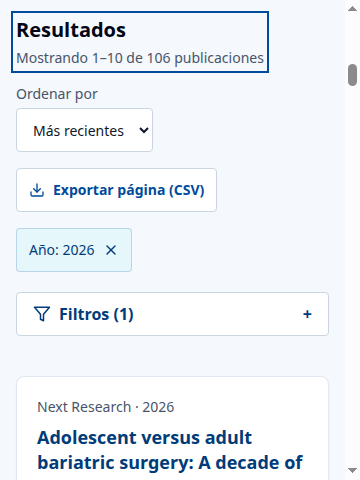 Resultados
Mostrando 1–10 de 106 publicaciones
Ordenar por
Más recientes
Exportar página (CSV)
Año: 2026 ✕
Filtros (1) +
Next Research · 2026
Adolescent versus adult
bariatric surgery: A decade of